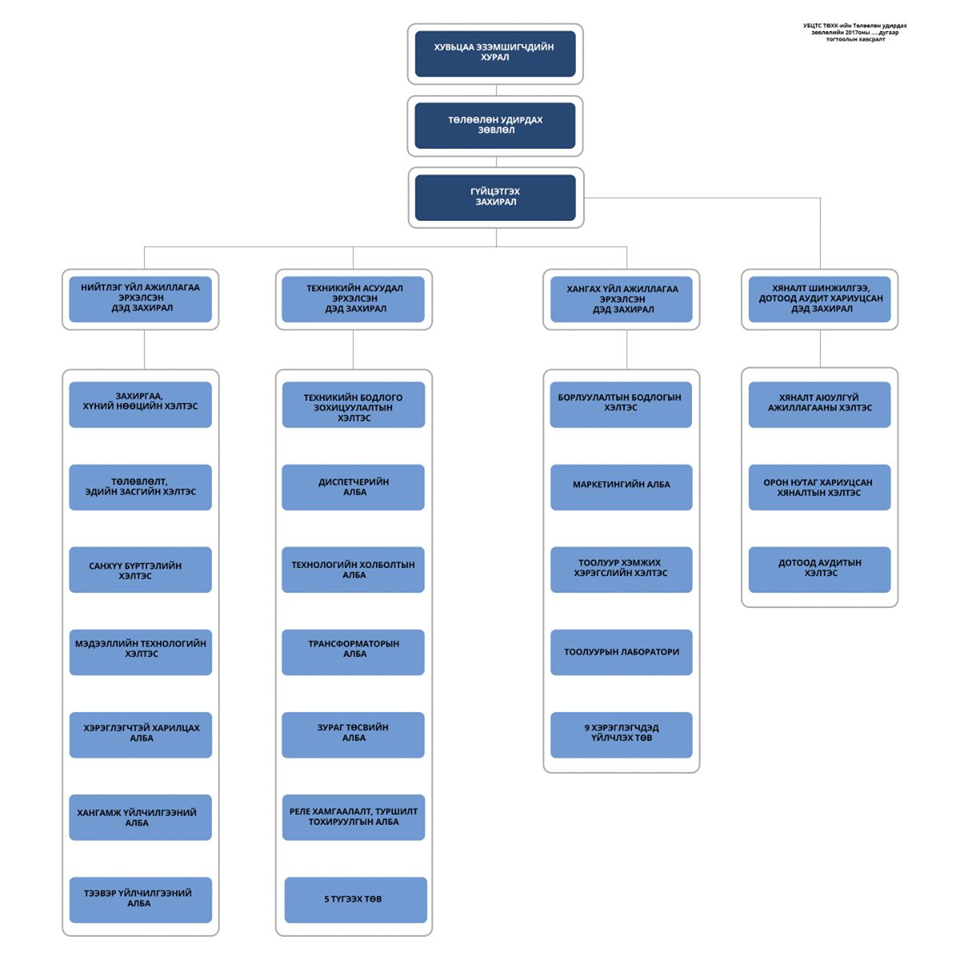 УБЦТС ТӨХК-ийн Төлөөлөн удирдах
зөвлөлийн 2017оны ....дугаар
тогтоолын хавсралт
ХУВЬЦАА ЭЗЭМШИГЧДИЙН
ХУРАЛ
ТӨЛӨӨЛӨН УДИРДАХ
ЗӨВЛӨЛ
ГҮЙЦЭТГЭХ
ЗАХИРАЛ
НИЙТЛЭГ ҮЙЛ АЖИЛЛАГАА
ЭРХЭЛСЭН
ДЭД ЗАХИРАЛ
ЗАХИРГАА,
ХҮНИЙ НӨӨЦИЙН ХЭЛТЭС
ТӨЛӨВЛӨЛТ,
ЭДИЙН ЗАСГИЙН ХЭЛТЭС
САНХҮҮ БҮРТГЭЛИЙН
ХЭЛТЭС
МЭДЭЭЛЛИЙН ТЕХНОЛОГИЙН
ХЭЛТЭС
ХЭРЭГЛЭГЧТЭЙ ХАРИЛЦАХ
АЛБА
ХАНГАМЖ ҮЙЛЧИЛГЭЭНИЙ
АЛБА
ТЭЭВЭР ҮЙЛЧИЛГЭЭНИЙ
АЛБА
ТЕХНИКИЙН АСУУДАЛ
ЭРХЭЛСЭН
ДЭД ЗАХИРАЛ
ТЕХНИКИЙН БОДЛОГО
ЗОХИЦУУЛАЛТЫН
ХЭЛТЭС
ДИСПЕТЧЕРИЙН
АЛБА
ТЕХНОЛОГИЙН ХОЛБОЛТЫН
АЛБА
ТРАНСФОРМАТОРЫН
АЛБА
ЗУРАГ ТӨСВИЙН
АЛБА
РЕЛЕ ХАМГААЛАЛТ, ТУРШИЛТ
ТОХИРУУЛГЫН АЛБА
5 ТҮГЭЭХ ТӨВ
ХАНГАХ ҮЙЛ АЖИЛЛАГАА
ЭРХЭЛСЭН
ДЭД ЗАХИРАЛ
БОРЛУУЛАЛТЫН БОДЛОГЫН
ХЭЛТЭС
МАРКЕТИНГИЙН АЛБА
ТООЛУУР ХЭМЖИХ
ХЭРЭГСЛИЙН ХЭЛТЭС
ТООЛУУРЫН ЛАБОРАТОРИ
9 ХЭРЭГЛЭГЧДЭД
ҮЙЛЧЛЭХ ТӨВ
ХЯНАЛТ ШИНЖИЛГЭЭ,
ДОТООД АУДИТ ХАРИУЦСАН
ДЭД ЗАХИРАЛ
ХЯНАЛТ АЮУЛГҮЙ
АЖИЛЛАГААНЫ ХЭЛТЭС
ОРОН НУТАГ ХАРИУЦСАН
ХЯНАЛТЫН ХЭЛТЭС
ДОТООД АУДИТЫН
ХЭЛТЭС